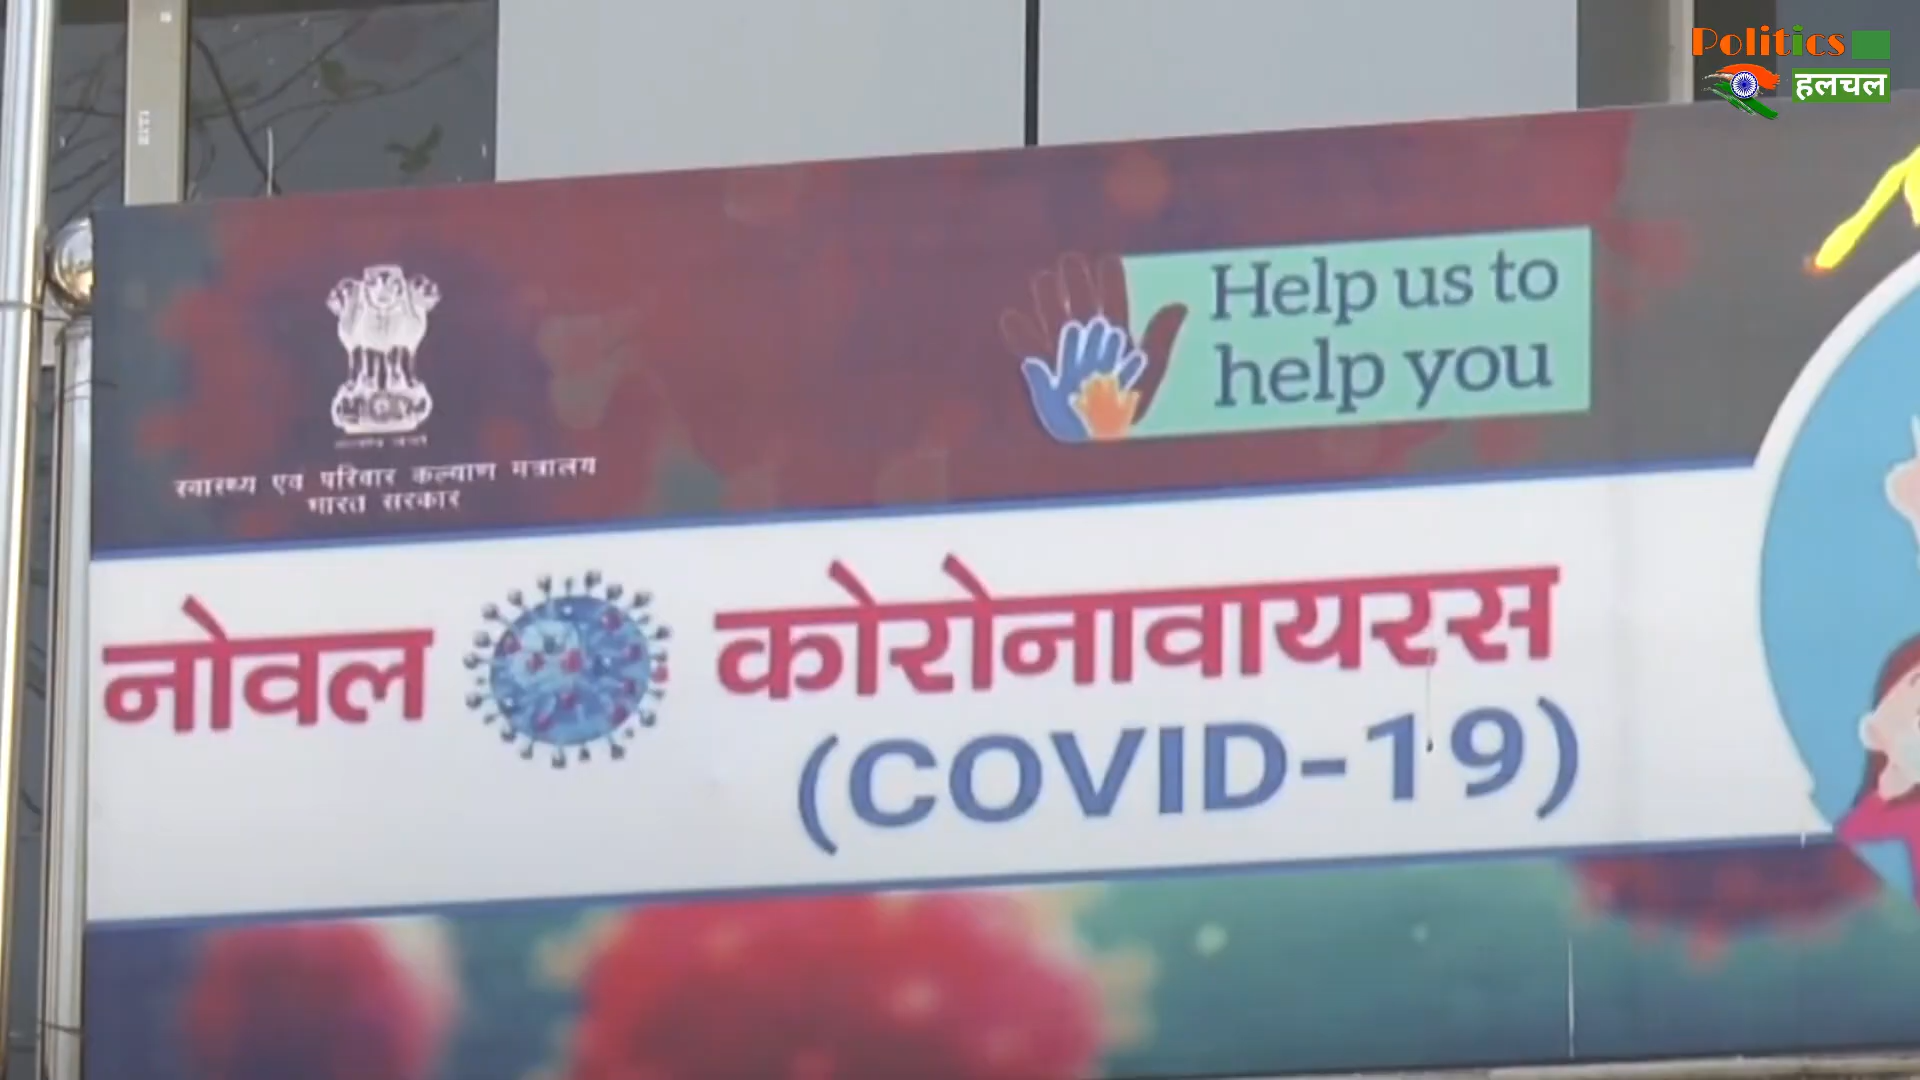 Politics
हलचल
Help us to
help you
स्वास्थ्य एवं परिवार कल्याण मंत्रालय
भारत सरकार
नोवल कोरोनावायरस
(COVID-19)